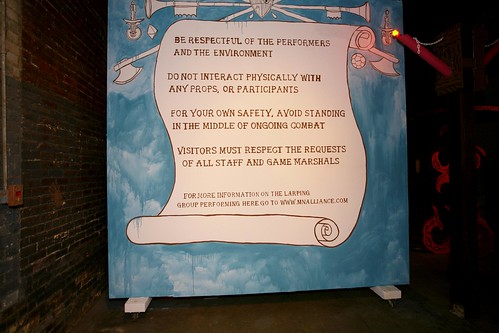 BE RESPECTFUL OF THE PERFORMERS
AND THE ENVIRONMENT
DO NOT INTERACT PHYSICALLY WITH
ANY PROPS, OR PARTICIPANTS
FOR YOUR OWN SAFETY, AVOID STANDING
IN THE MIDDLE OF ONGOING COMBAT
VISITORS MUST RESPECT THE REQUESTS
OF ALL STAFF AND GAME MARSHALS
FOR MORE INFORMATION ON THE LARPING
GROUP PERFORMING HERE GO TO WWW.MNALLIANCE.COM